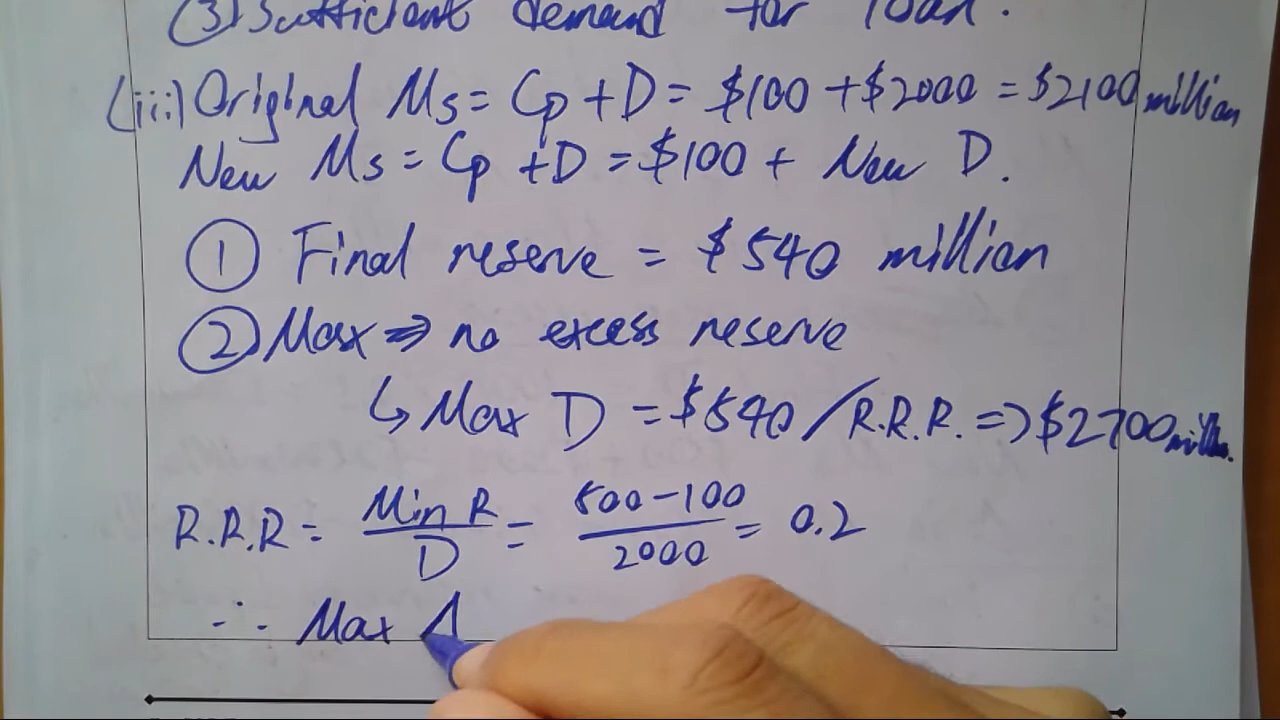 (3) Sufficient demand for loan.
(iii) Original Ms = Cp + D = $100 + $2000 = $2100 million
New Ms = Cp + D = $100 + New D.
① Final reserve = $540 million
② Max ⇒ no excess reserve
↳ Max D = $540 / R.R.R. => $2700 million.
R.R.R = Min R / D = 500-100 / 2000 = 0.2
∴ Max Δ